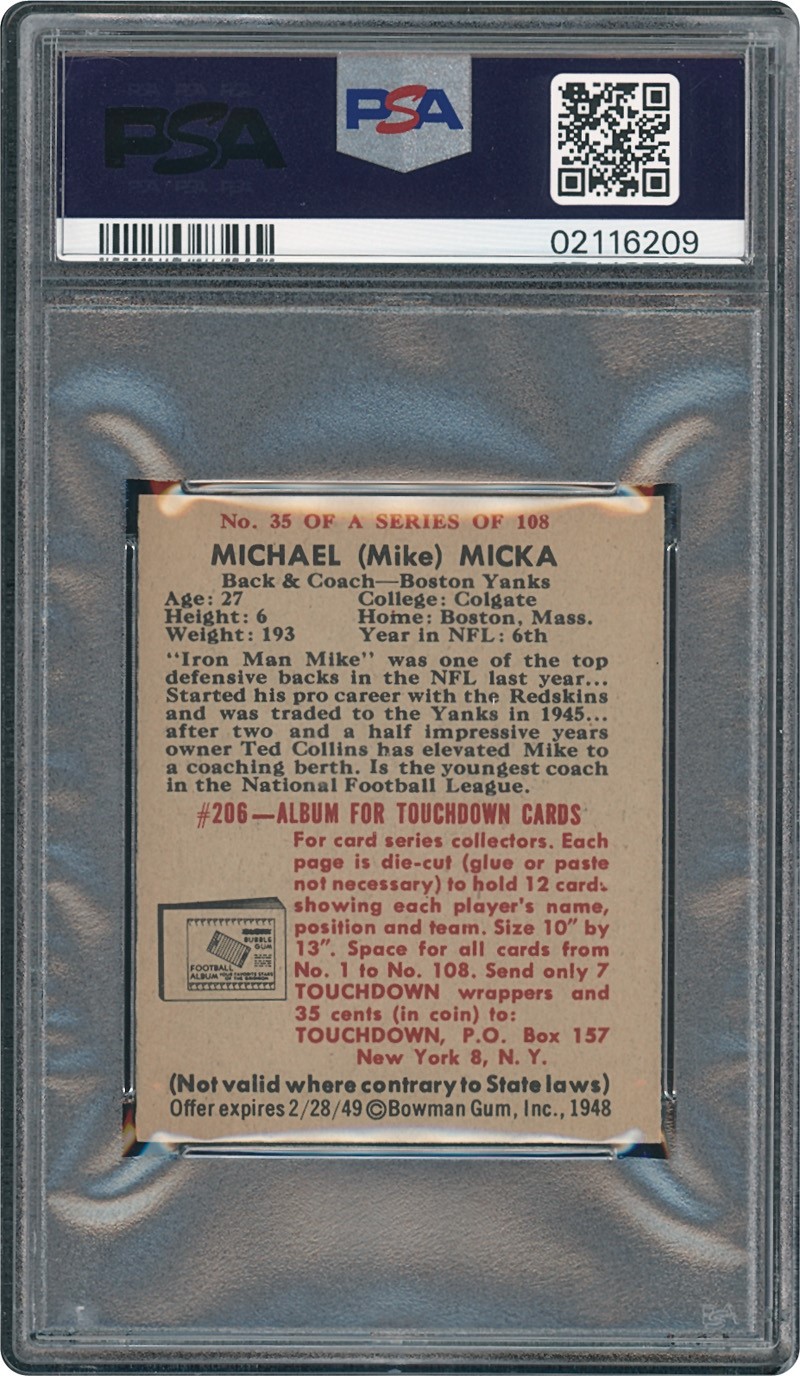 PSA
PSA
02116209
No. 35 OF A SERIES OF 108
MICHAEL (Mike) MICKA
Back & Coach—Boston Yanks
Age: 27 College: Colgate
Height: 6 Home: Boston, Mass.
Weight: 193 Year in NFL: 6th
"Iron Man Mike" was one of the top
defensive backs in the NFL last year...
Started his pro career with the Redskins
and was traded to the Yanks in 1945...
after two and a half impressive years
owner Ted Collins has elevated Mike to
a coaching berth. Is the youngest coach
in the National Football League.
#206—ALBUM FOR TOUCHDOWN CARDS
For card series collectors. Each
page is die-cut (glue or paste
not necessary) to hold 12 cards
showing each player's name,
position and team. Size 10" by
13". Space for all cards from
No. 1 to No. 108. Send only 7
TOUCHDOWN wrappers and
35 cents (in coin) to:
TOUCHDOWN, P.O. Box 157
New York 8, N. Y.
BUBBLE
GUM
FOOTBALL
ALBUM
(Not valid where contrary to State laws)
Offer expires 2/28/49 ©Bowman Gum, Inc., 1948
PSA